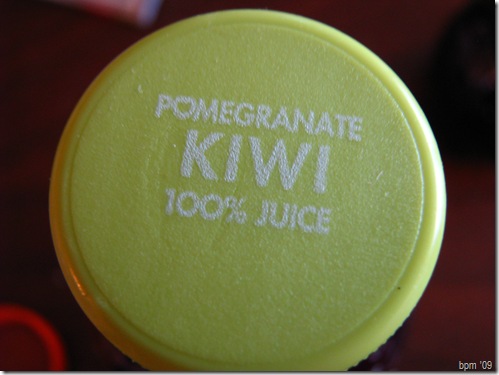 POMEGRANATE
KIWI
100% JUICE
bpm '09